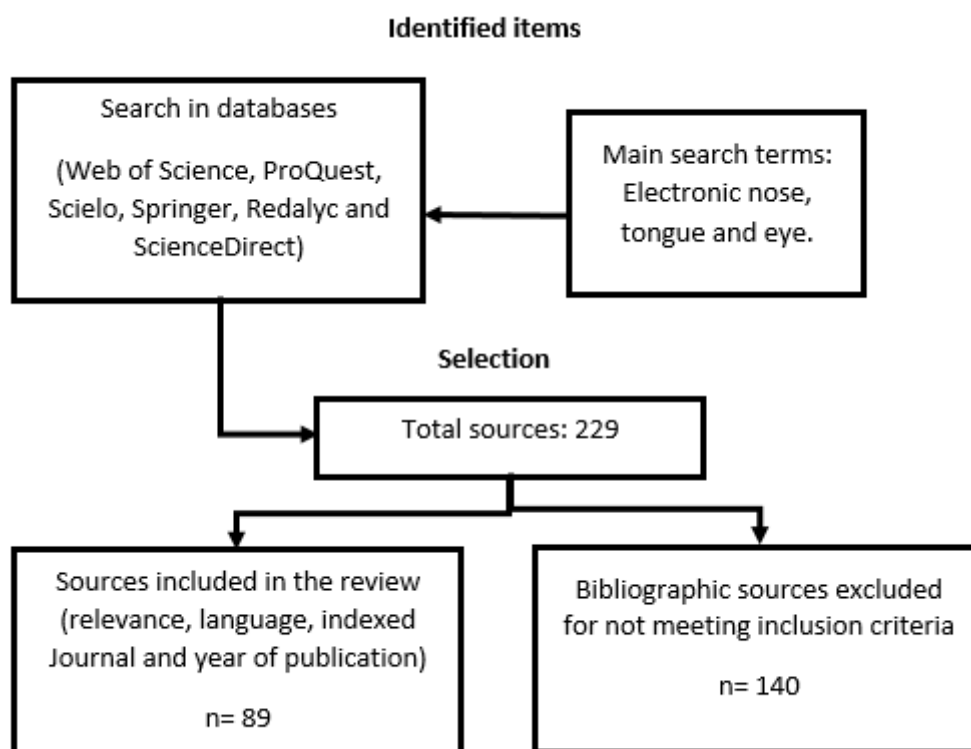 Identified items
Search in databases
(Web of Science, ProQuest,
Scielo, Springer, Redalyc and
ScienceDirect)
Main search terms:
Electronic nose,
tongue and eye.
Selection
Total sources: 229
Sources included in the review
(relevance, language, indexed
Journal and year of publication)
n= 89
Bibliographic sources excluded
for not meeting inclusion criteria
n= 140